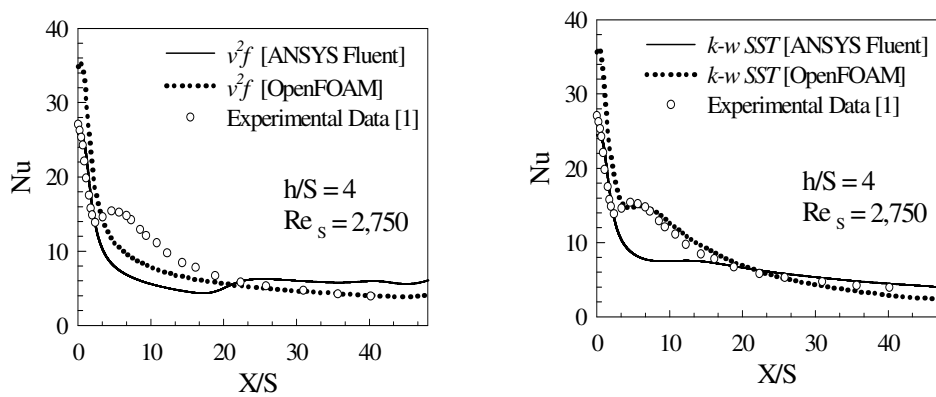 40
30
20
10
0
Nu
v²f [ANSYS Fluent]
v²f [OpenFOAM]
Experimental Data [1]
h/S = 4
Re S = 2,750
0 10 20 30 40
X/S
40
30
20
10
0
Nu
k-w SST [ANSYS Fluent]
k-w SST [OpenFOAM]
Experimental Data [1]
h/S = 4
Re S = 2,750
0 10 20 30 40
X/S